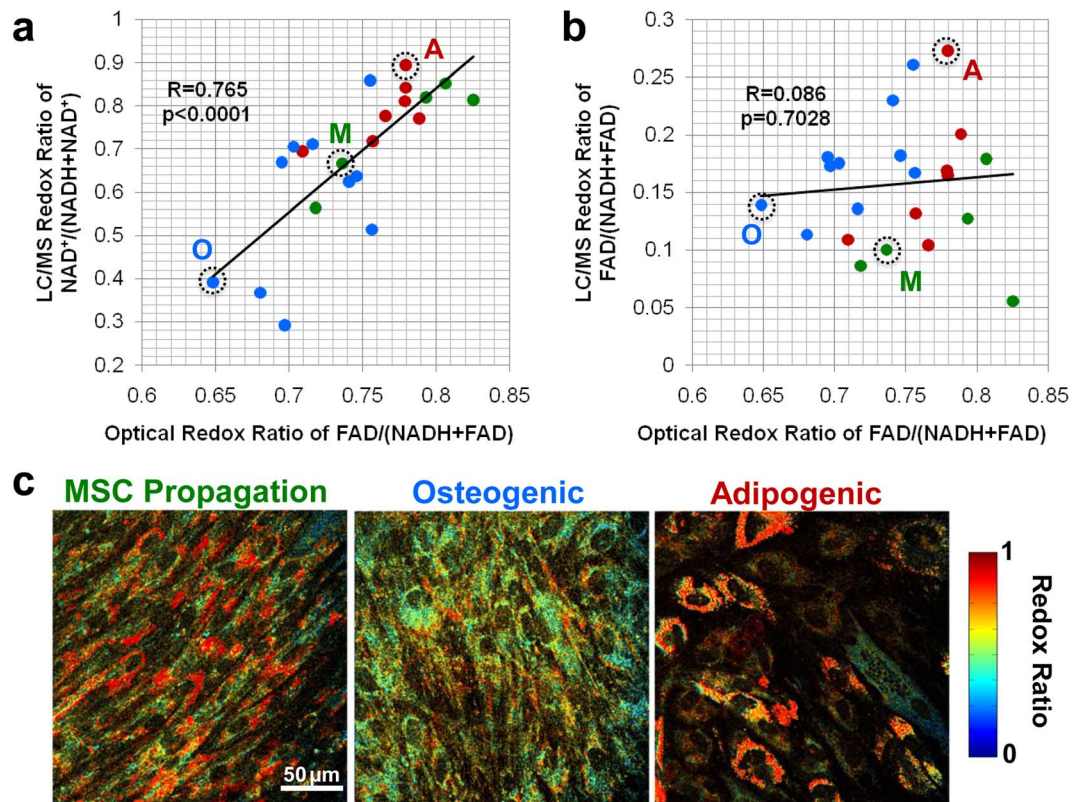 a
LC/MS Redox Ratio of
NAD⁺/(NADH+NAD⁺)
1
0.9
0.8
0.7
0.6
0.5
0.4
0.3
0.2
R=0.765
p<0.0001
A
M
O
0.6
0.65
0.7
0.75
0.8
0.85
Optical Redox Ratio of FAD/(NADH+FAD)
b
LC/MS Redox Ratio of
FAD/(NADH+FAD)
0.3
0.25
0.2
0.15
0.1
0.05
0
R=0.086
p=0.7028
A
O
M
0.6
0.65
0.7
0.75
0.8
0.85
Optical Redox Ratio of FAD/(NADH+FAD)
c
MSC Propagation
Osteogenic
Adipogenic
50 µm
1
0
Redox Ratio